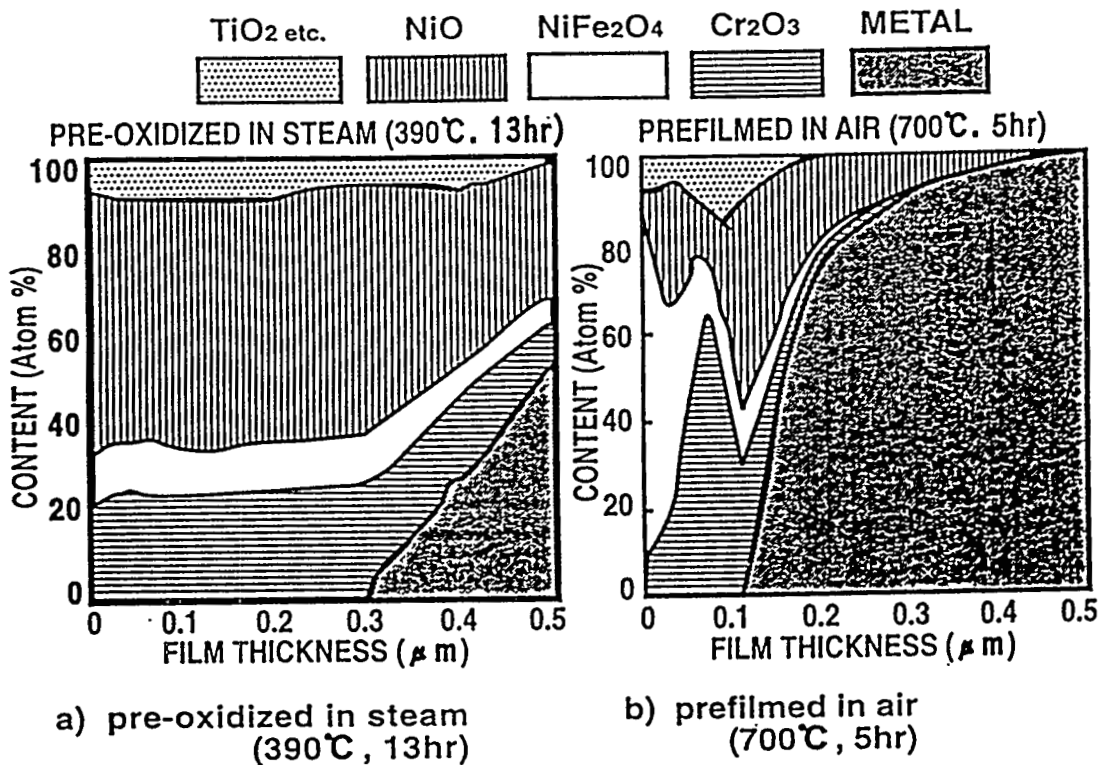 TiO2 etc. NiO NiFe2O4 Cr2O3 METAL
PRE-OXIDIZED IN STEAM (390℃. 13hr)
PREFILMED IN AIR (700℃. 5hr)
CONTENT (Atom %)
100
80
60
40
20
0
0 0.1 0.2 0.3 0.4 0.5
FILM THICKNESS (μm)
CONTENT (Atom %)
100
80
60
40
20
0
0 0.1 0.2 0.3 0.4 0.5
FILM THICKNESS (μm)
a) pre-oxidized in steam
(390℃, 13hr)
b) prefilmed in air
(700℃, 5hr)